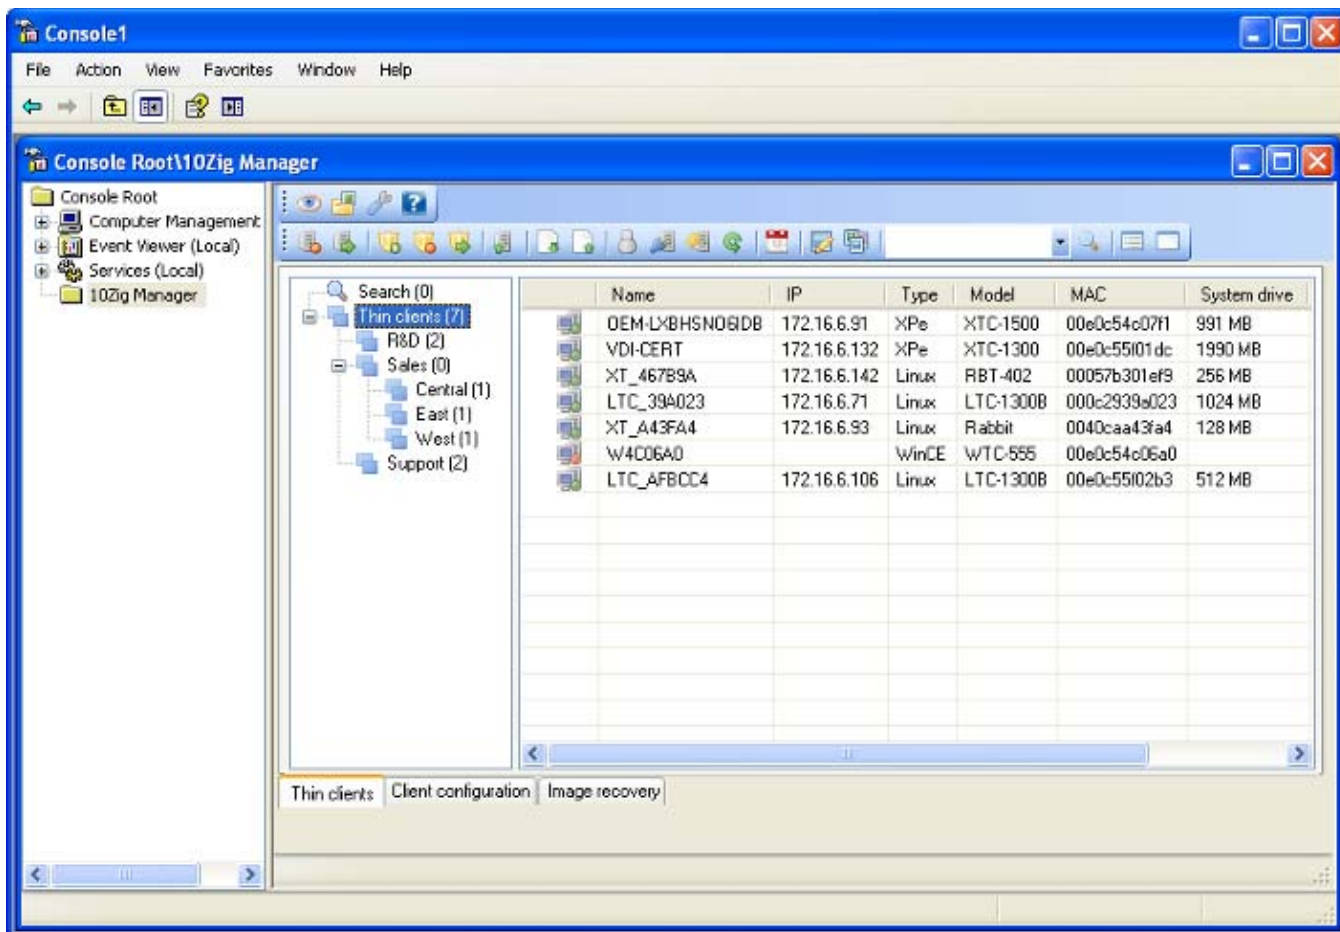 Console1
File Action View Favorites Window Help
Console Root\10Zig Manager
Console Root
Computer Management
Event Viewer (Local)
Services (Local)
10Zig Manager
Search (0)
Thin clients (7)
R&D (2)
Sales (0)
Central (1)
East (1)
West (1)
Support (2)
Name IP Type Model MAC System drive
OEM-LXBHSNO6IDB 172.16.6.91 XPe XTC-1500 00e0c54c07f1 991 MB
VDI-CERT 172.16.6.132 XPe XTC-1300 00e0c55f01dc 1990 MB
XT_467B9A 172.16.6.142 Linux RBT-402 00057b301ef9 256 MB
LTC_39A023 172.16.6.71 Linux LTC-1300B 000c2939a023 1024 MB
XT_A43FA4 172.16.6.93 Linux Rabbit 0040caa43fa4 128 MB
W4C06A0 WinCE WTC-555 00e0c54c06a0
LTC_AFBCC4 172.16.6.106 Linux LTC-1300B 00e0c55f02b3 512 MB
Thin clients Client configuration Image recovery